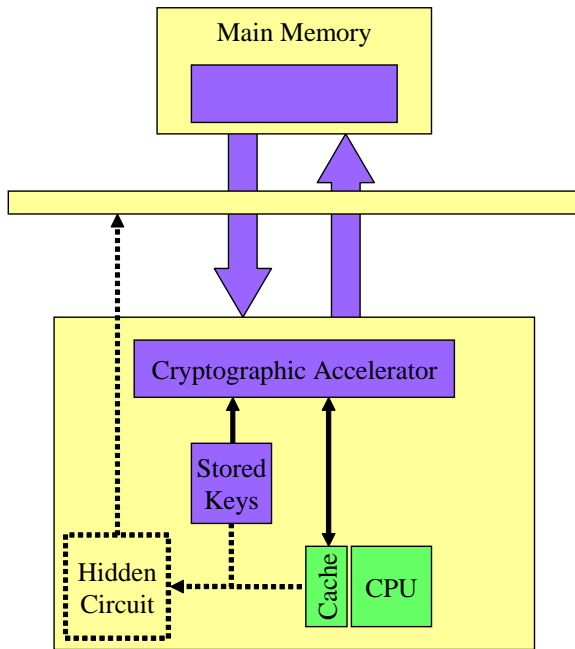 Main Memory
Cryptographic Accelerator
Stored
Keys
Hidden
Circuit
Cache
CPU